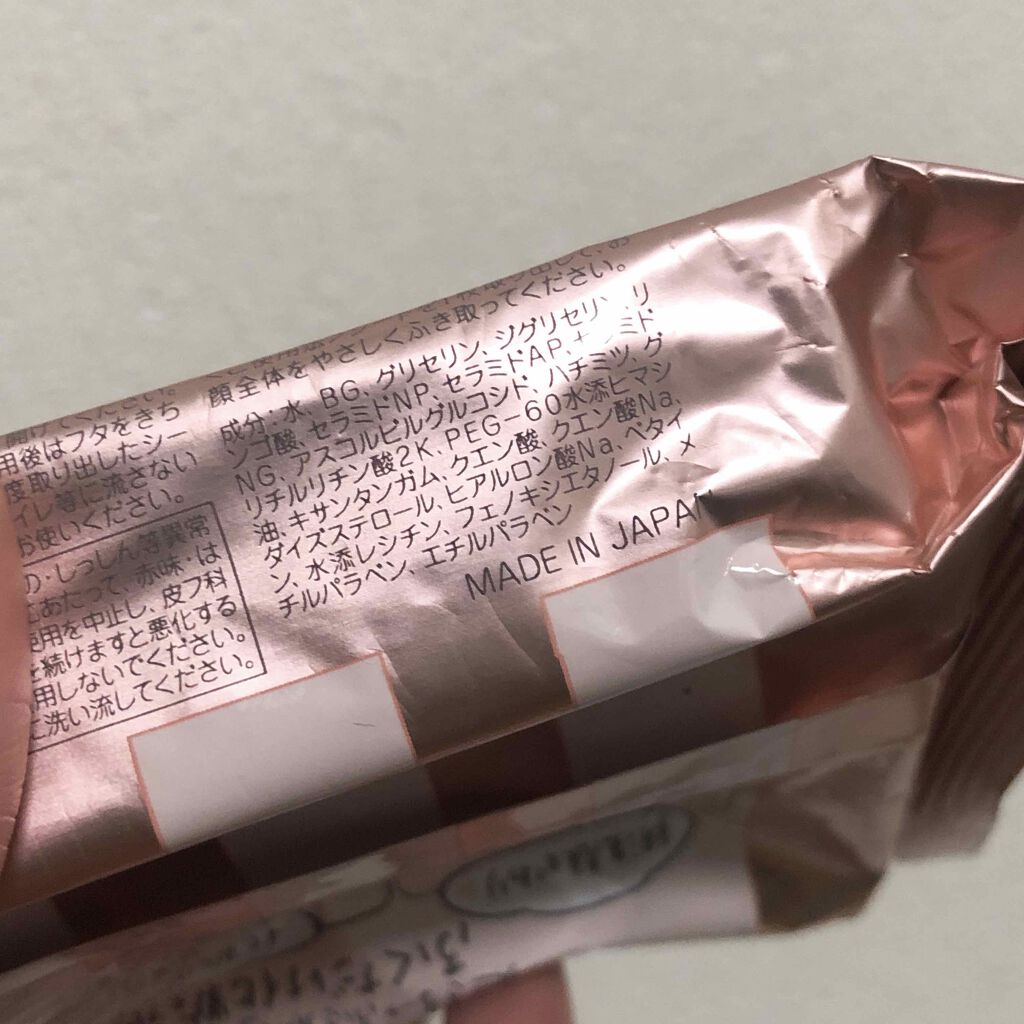 顔全体をやさしくふき取ってください。
成分:水、BG、グリセリン、ジグリセリン、リ
ンゴ酸、セラミドNP、セラミドAP、セラミド
NG、アスコルビルグルコシド、ハチミツ、グ
リチルリチン酸2K、PEG-60水添ヒマシ
油、キサンタンガム、クエン酸、クエン酸Na、
ダイズステロール、ヒアルロン酸Na、ベタイ
ン、水添レシチン、フェノキシエタノール、メ
チルパラベン、エチルパラベン
MADE IN JAPAN
用後はフタをきち
度取り出したシー
イレ等に流さない
お使いください。
の・しっしん等異常
にあたって、赤味・は
使用を中止し、皮フ科
を続けますと悪化する
用しないでください。
に洗い流してください。